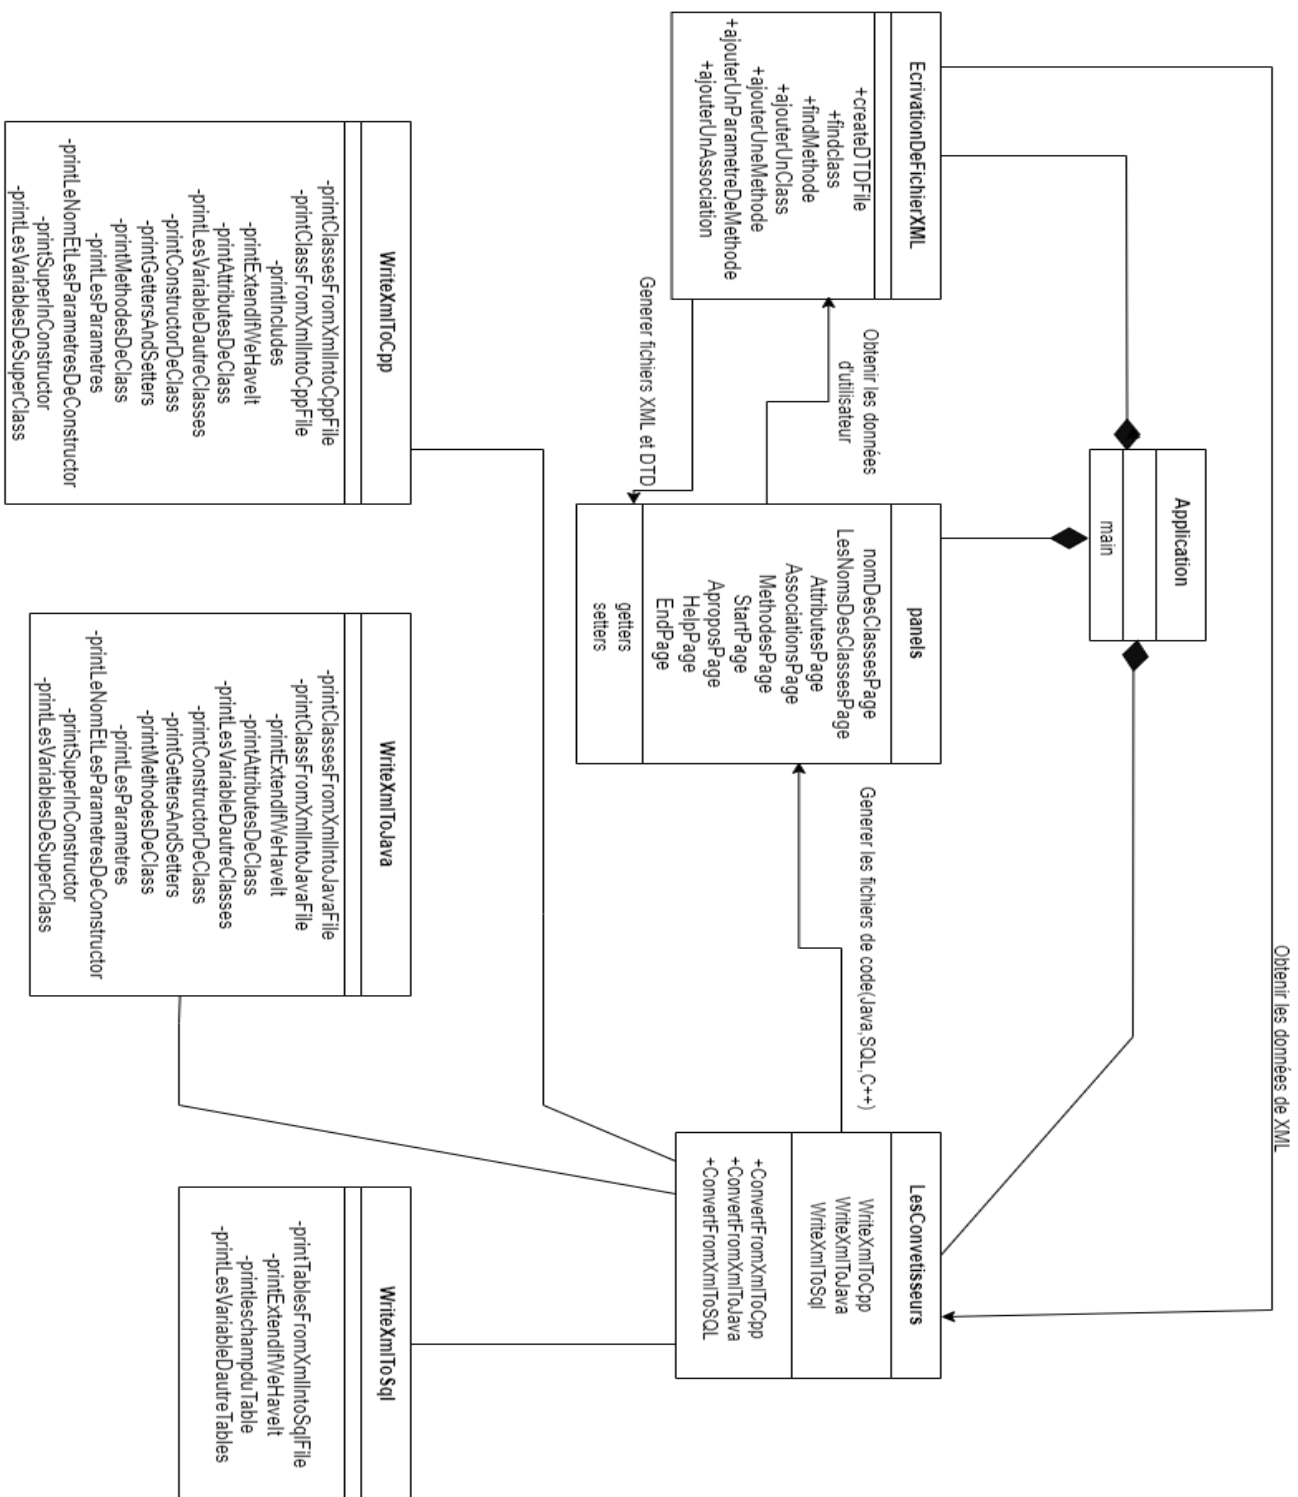 Obtenir les données de XML
Application
main
EcrivationDeFichierXML
+createDTDFile
+findclass
+findMethode
+ajouterUnClass
+ajouterUneMethode
+ajouterUnParametreDeMethode
+ajouterUnAssociation
Obtenir les données
d'utilisateur
Generer fichiers XML et DTD
panels
nomDesClassesPage
LesNomsDesClassesPage
AttributesPage
AssociationsPage
MethodesPage
StartPage
AproposPage
HelpPage
EndPage
getters
setters
Generer les fichiers de code(Java,SQL,C++)
LesConvetisseurs
WriteXmlToCpp
WriteXmlToJava
WriteXmlToSql
+ConvertFromXmlToCpp
+ConvertFromXmlToJava
+ConvertFromXmlToSQL
WriteXmlToCpp
-printClassesFromXmlIntoCppFile
-printClassFromXmlIntoCppFile
-printIncludes
-printExtendIfWeHaveIt
-printAttributesDeClass
-printLesVariableDautreClasses
-printConstructorDeClass
-printGettersAndSetters
-printMethodesDeClass
-printLesParametres
-printLeNomEtLesParametresDeConstructor
-printSuperInConstructor
-printLesVariablesDeSuperClass
WriteXmlToJava
-printClassesFromXmlIntoJavaFile
-printClassFromXmlIntoJavaFile
-printExtendIfWeHaveIt
-printAttributesDeClass
-printLesVariableDautreClasses
-printConstructorDeClass
-printGettersAndSetters
-printMethodesDeClass
-printLesParametres
-printLeNomEtLesParametresDeConstructor
-printSuperInConstructor
-printLesVariablesDeSuperClass
WriteXmlToSql
-printTablesFromXmlIntoSqlFile
-printExtendIfWeHaveIt
-printleschampduTable
-printLesVariableDautreTables